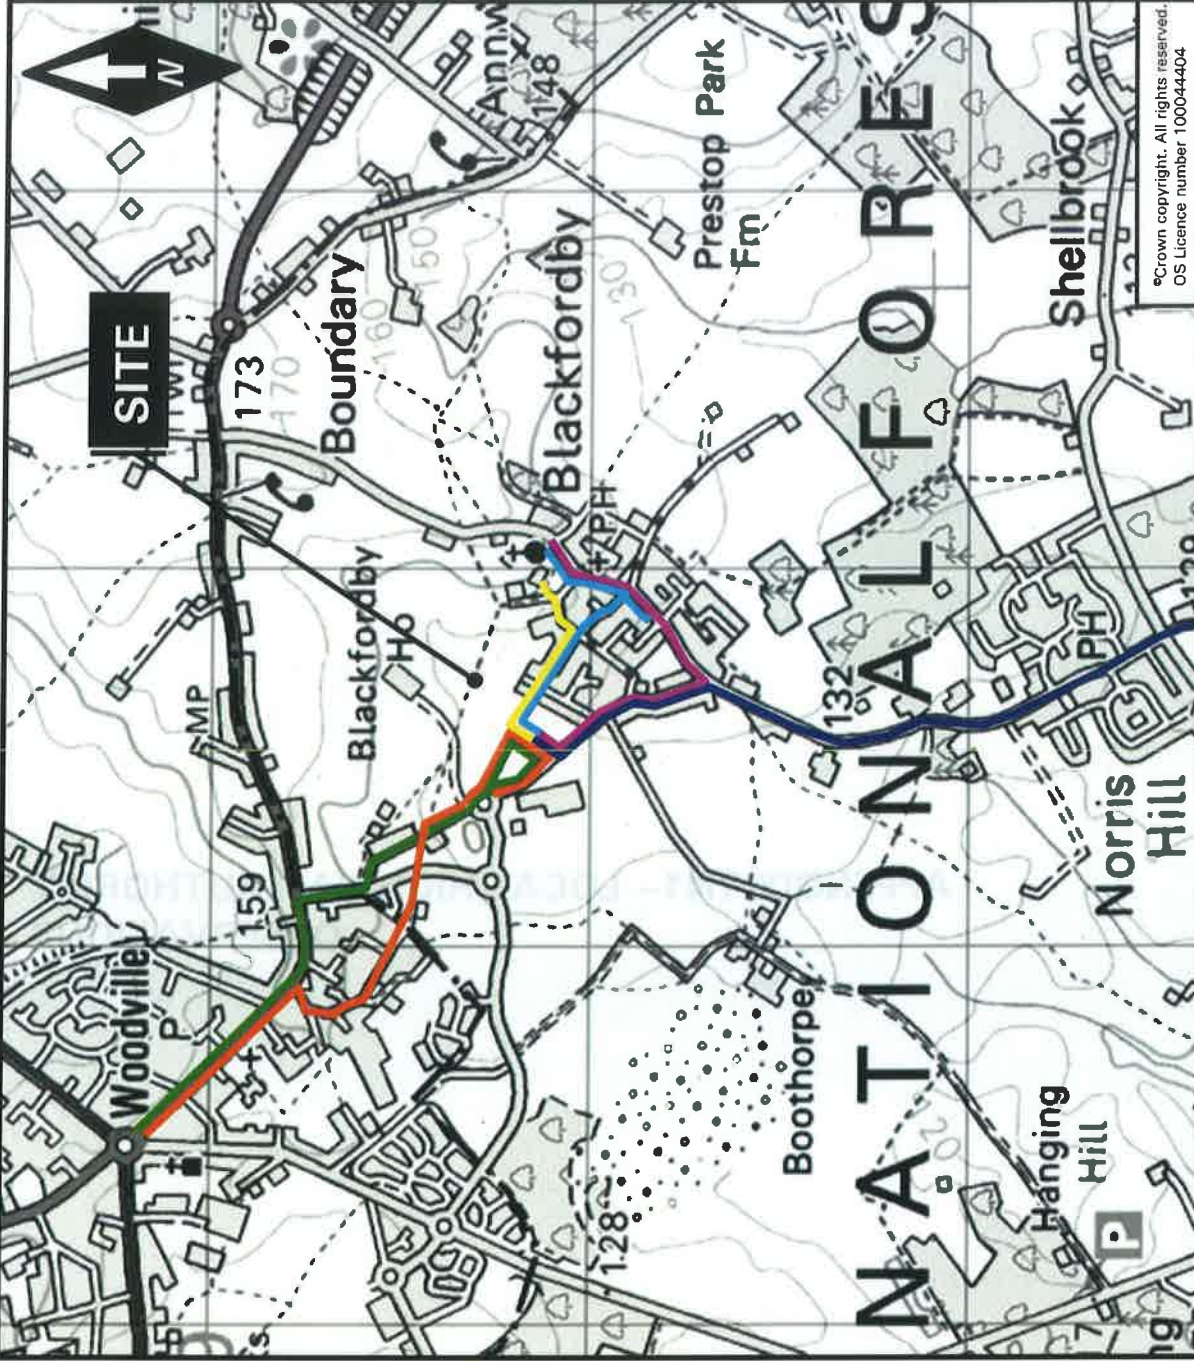 N
SITE
173
170
Boundary
160
150
148
Prestop Park
Fm
Blackfordby
130
PH
Blackfordby
Ho
MP
159
Woodville
P
132
NATIONAL FORES
Shellbrook
PH
Norris
Hill
Boothorpe
128
Hanging
Hill
P
©Crown copyright. All rights reserved.
OS Licence number 100044404